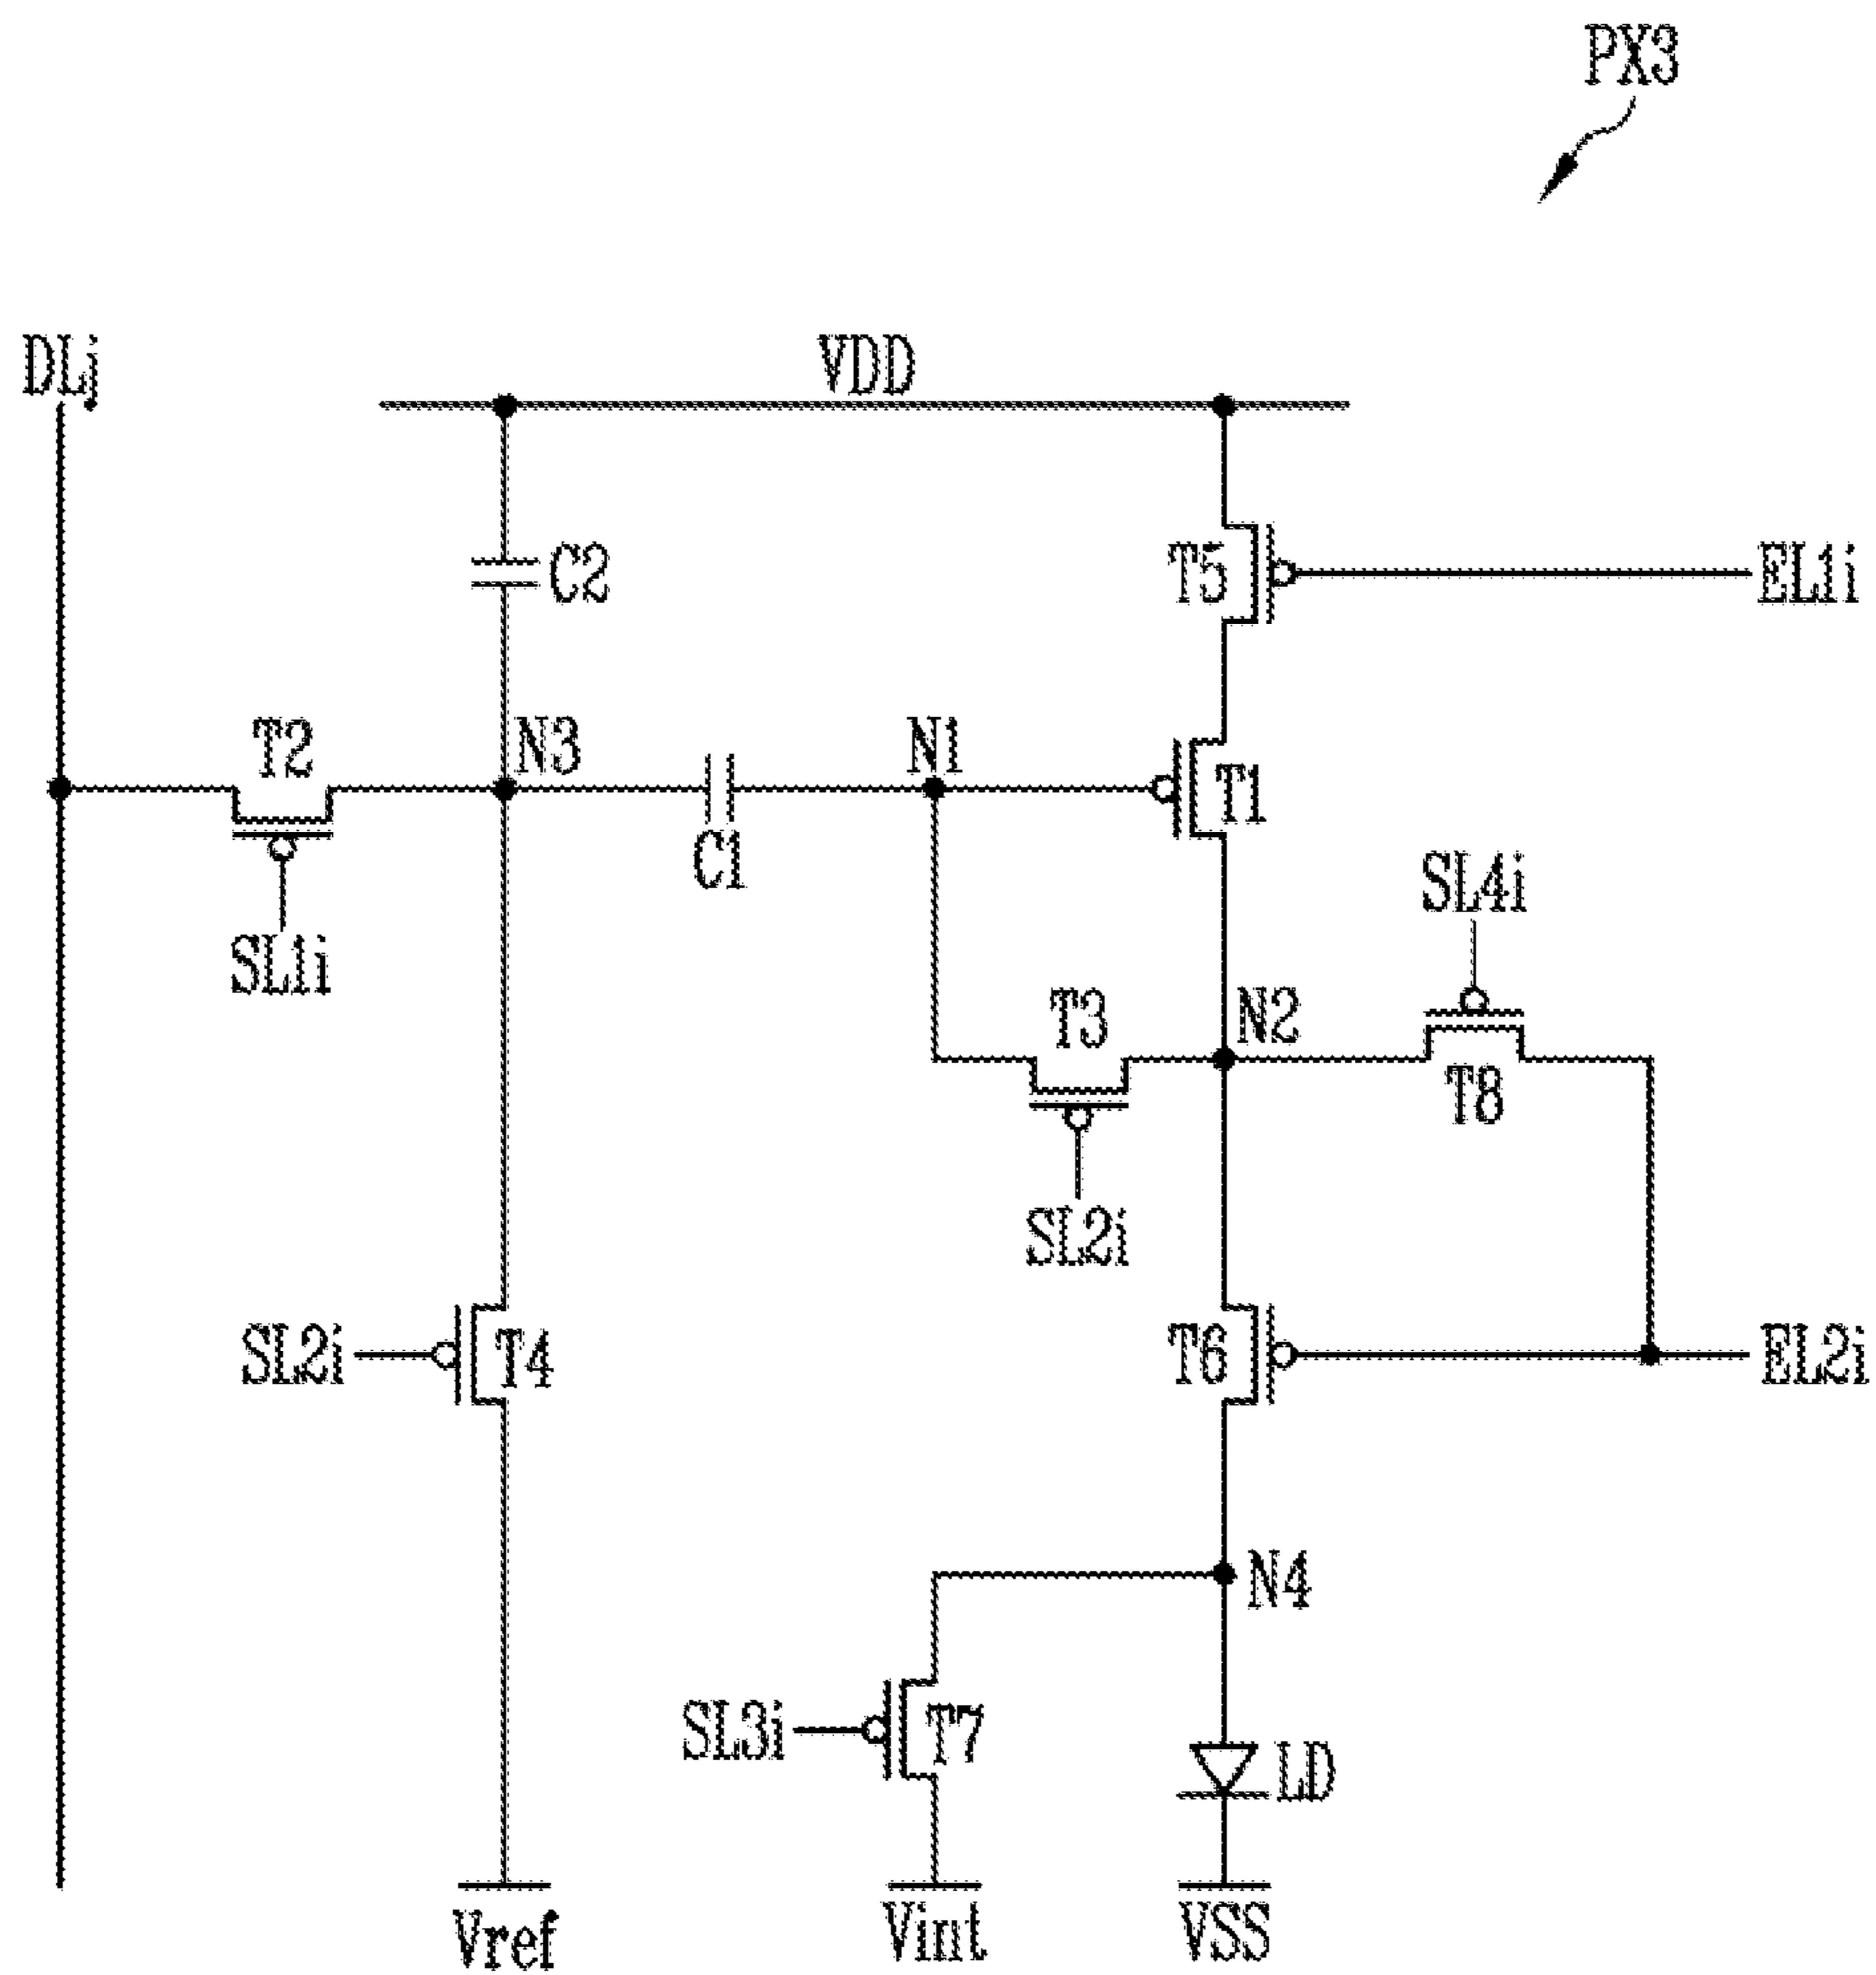 PX3
DLj
VDD
C2
T5
EL1i
T2
N3
N1
T1
C1
SL4i
SL1i
T3
N2
T8
SL2i
SL2i
T4
T6
EL2i
N4
SL3i
T7
LD
Vref
Vint
VSS